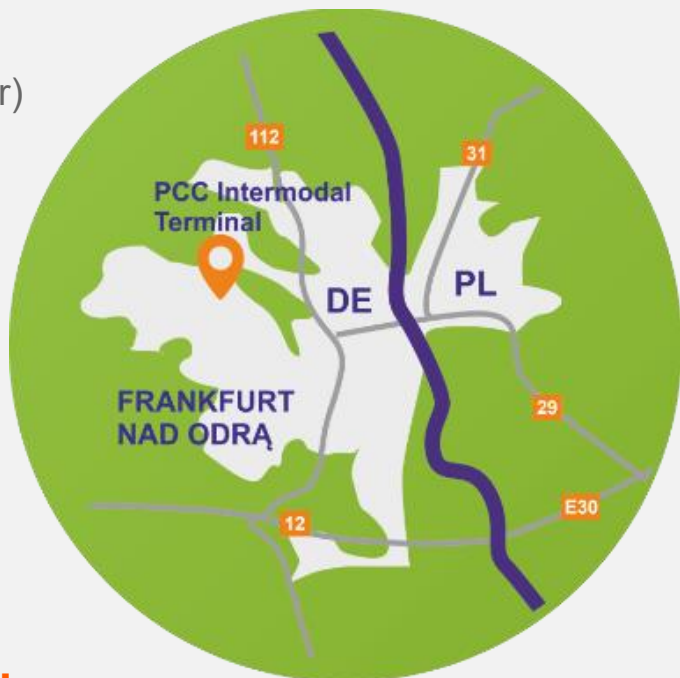 r)
112
31
PCC Intermodal
Terminal
DE
PL
FRANKFURT
NAD ODRĄ
29
12
E30